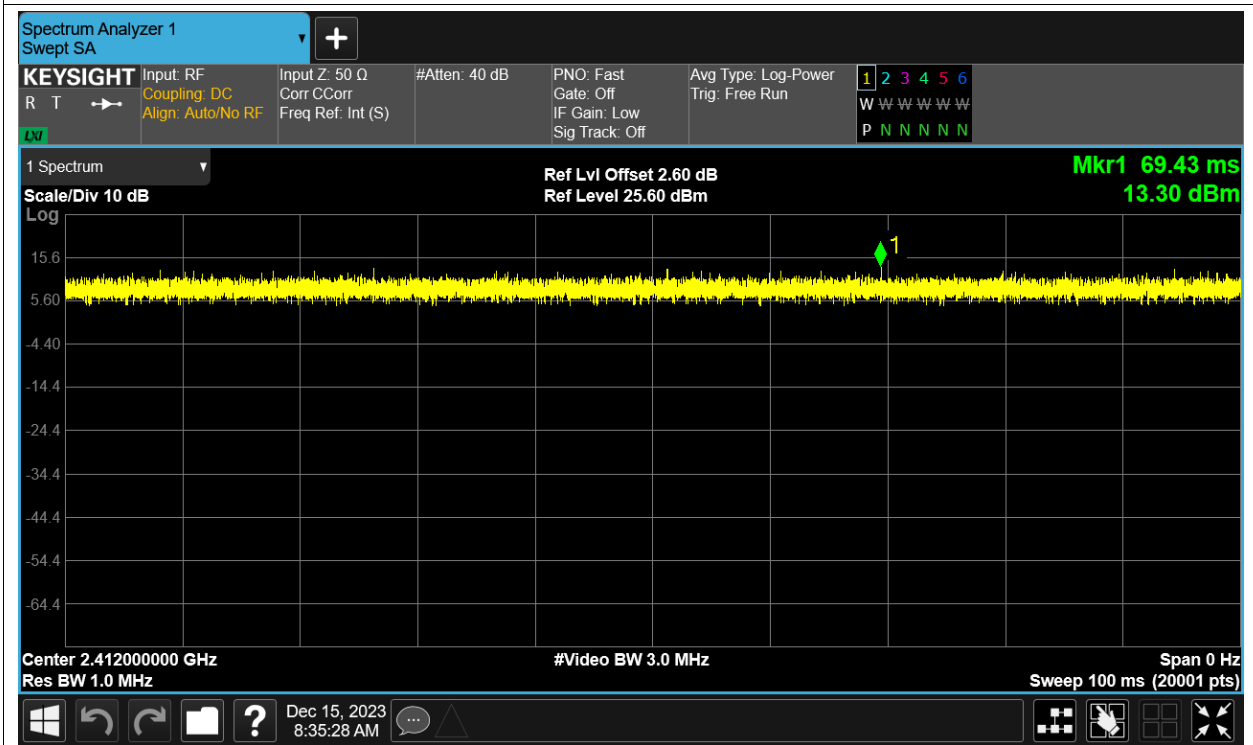 Spectrum Analyzer 1
Swept SA
KEYSIGHT
R T
LXI
Input: RF
Coupling: DC
Align: Auto/No RF
Input Z: 50 Ω
Corr CCorr
Freq Ref: Int (S)
#Atten: 40 dB
PNO: Fast
Gate: Off
IF Gain: Low
Sig Track: Off
Avg Type: Log-Power
Trig: Free Run
1 2 3 4 5 6
W W W W W W
P N N N N N
1 Spectrum
Scale/Div 10 dB
Log
Ref Lvl Offset 2.60 dB
Ref Level 25.60 dBm
Mkr1 69.43 ms
13.30 dBm
1
15.6
5.60
-4.40
-14.4
-24.4
-34.4
-44.4
-54.4
-64.4
Center 2.412000000 GHz
Res BW 1.0 MHz
#Video BW 3.0 MHz
Span 0 Hz
Sweep 100 ms (20001 pts)
?
Dec 15, 2023
8:35:28 AM